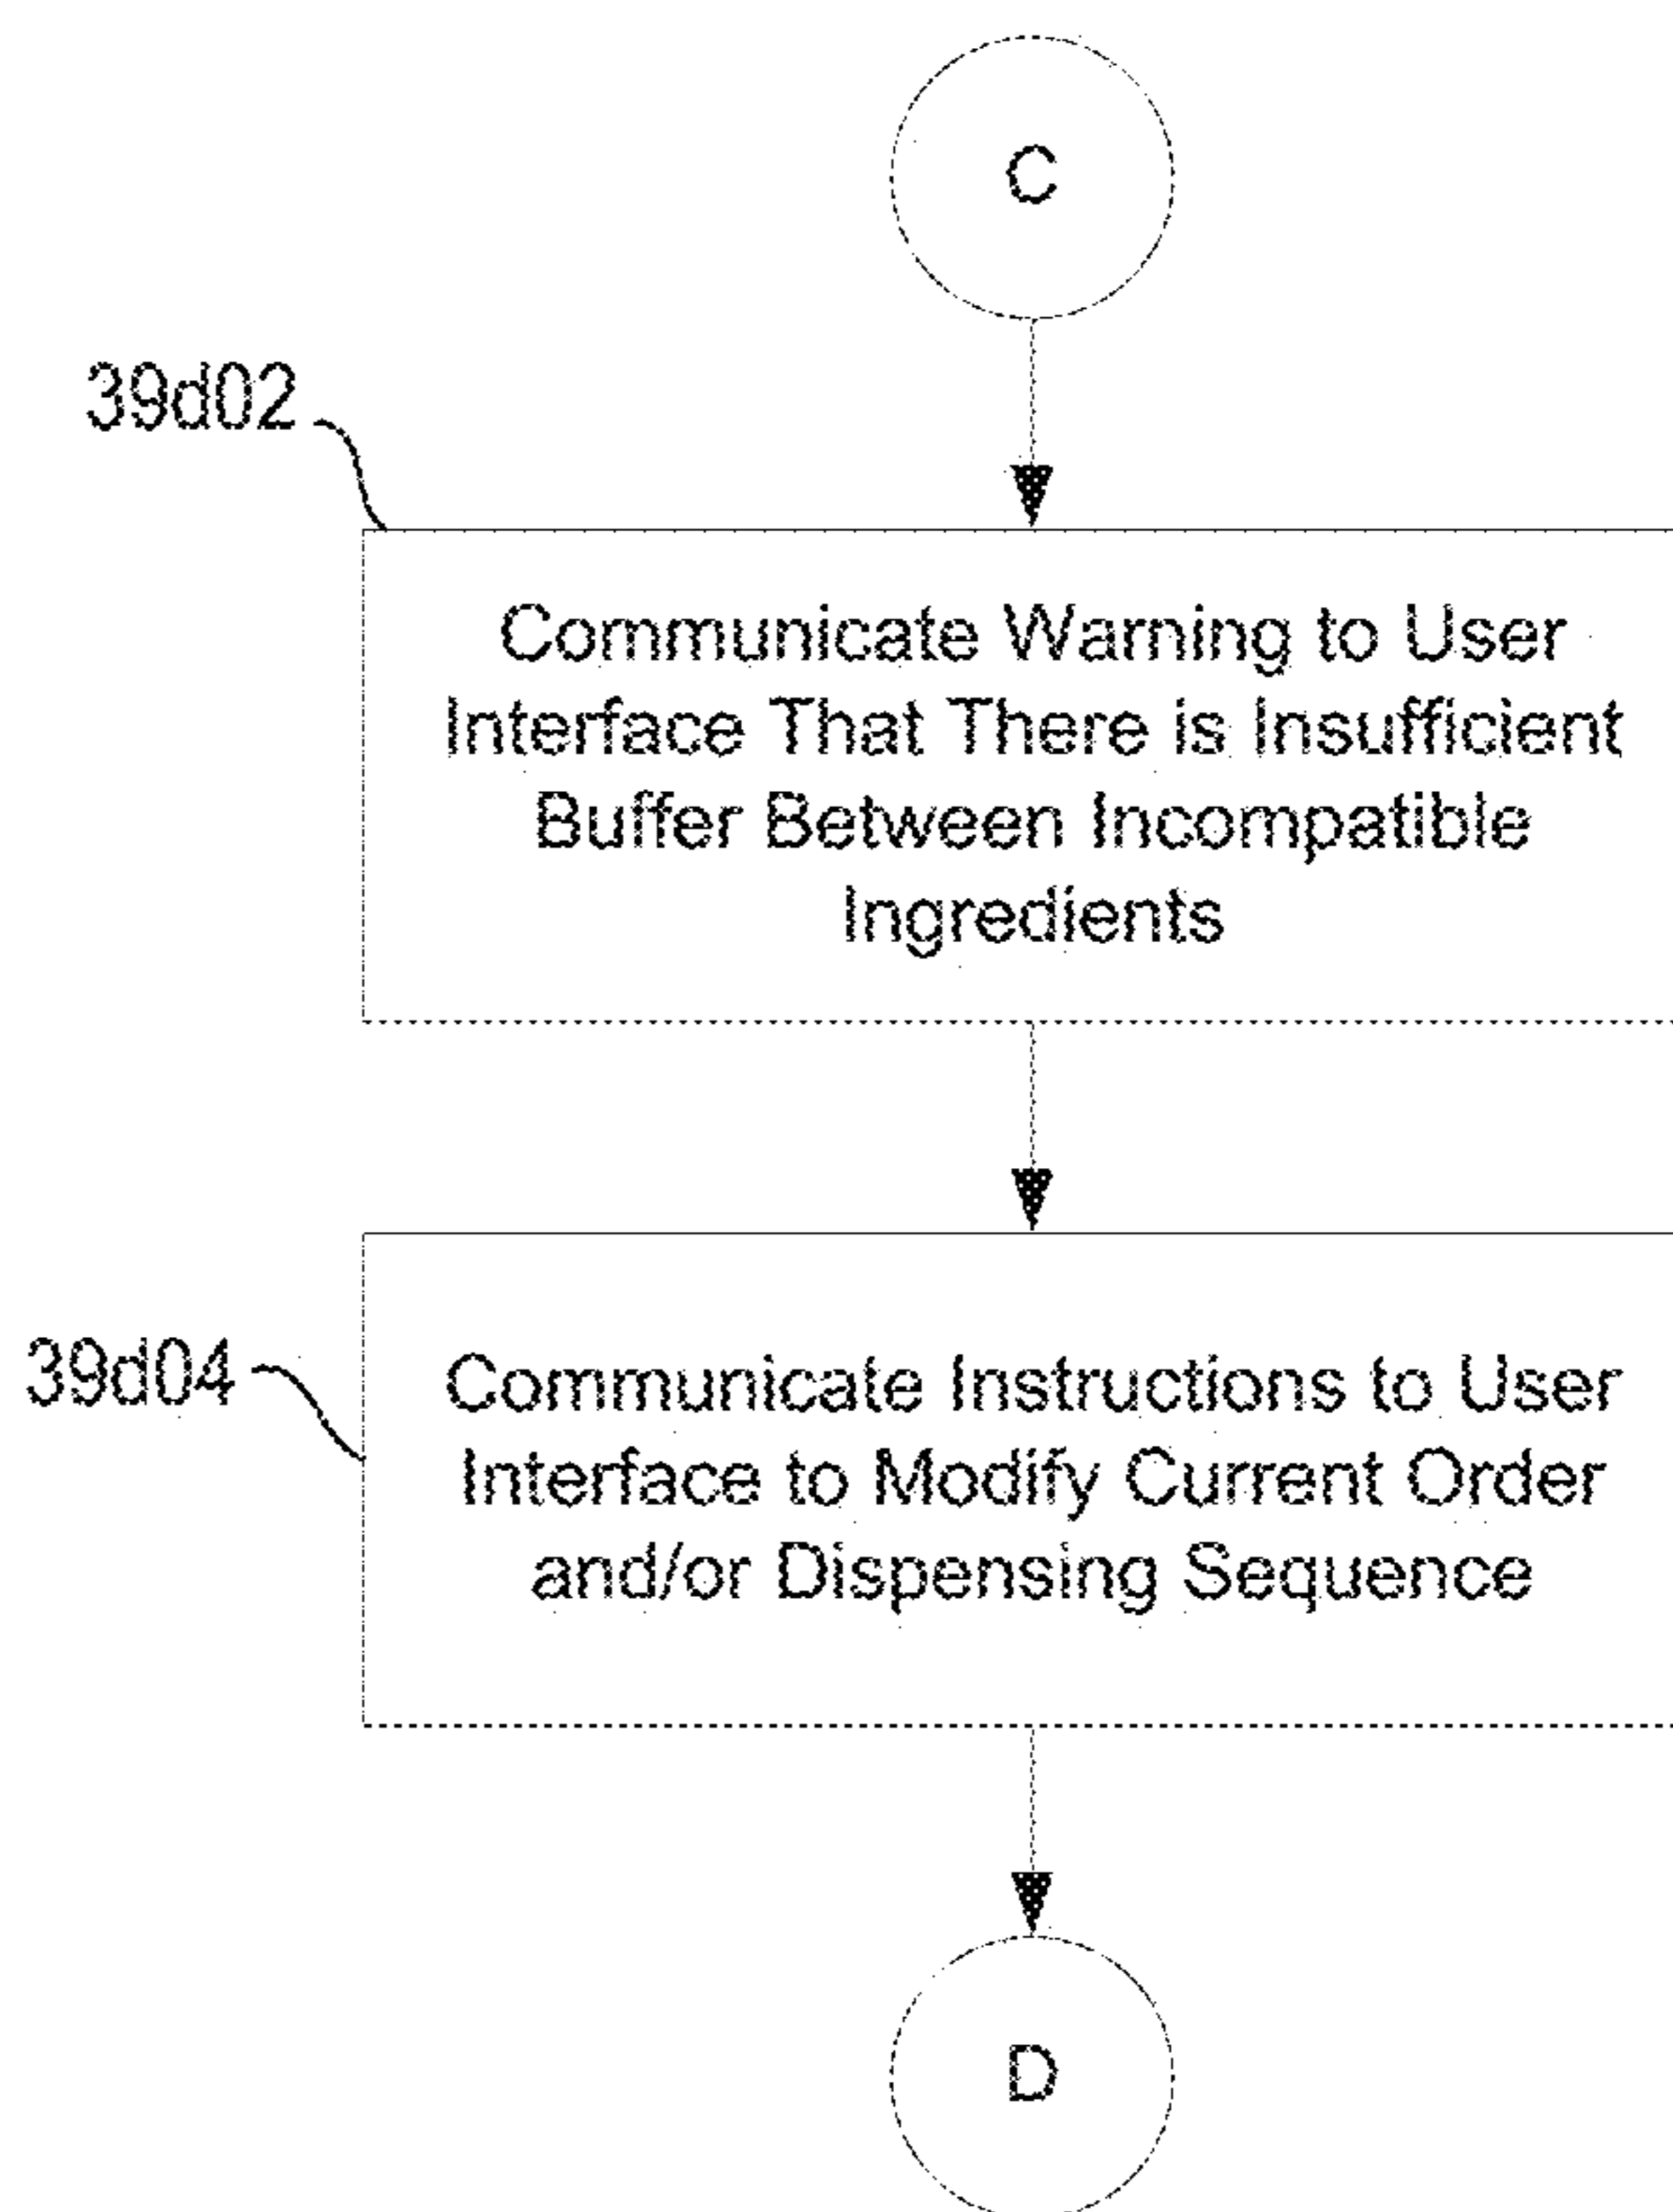 C
39d02
Communicate Warning to User
Interface That There is Insufficient
Buffer Between Incompatible
Ingredients
39d04
Communicate Instructions to User
Interface to Modify Current Order
and/or Dispensing Sequence
D